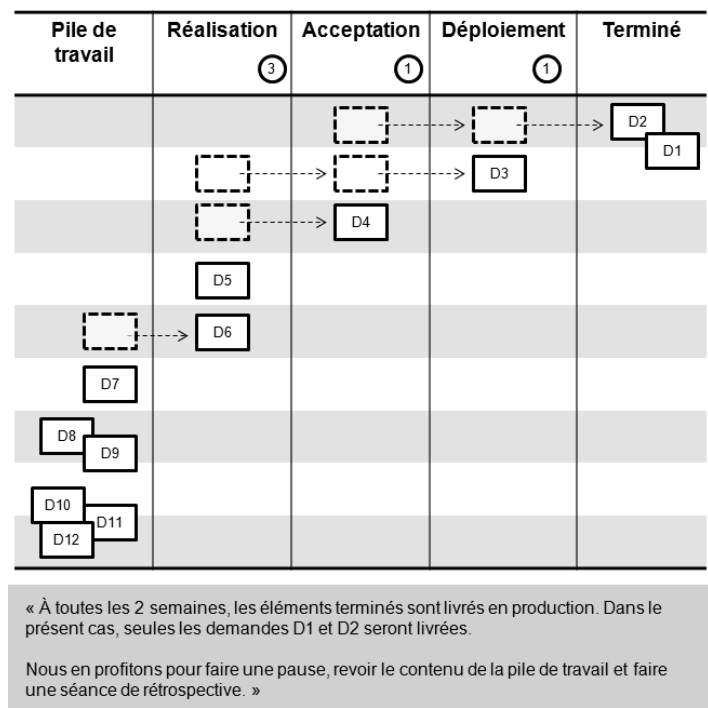 Pile de travail
Réalisation
Acceptation
Déploiement
Terminé
3
1
1
D2
D1
D3
D4
D5
D6
D7
D8
D9
D10
D11
D12
« À toutes les 2 semaines, les éléments terminés sont livrés en production. Dans le
présent cas, seules les demandes D1 et D2 seront livrées.
Nous en profitons pour faire une pause, revoir le contenu de la pile de travail et faire
une séance de rétrospective. »